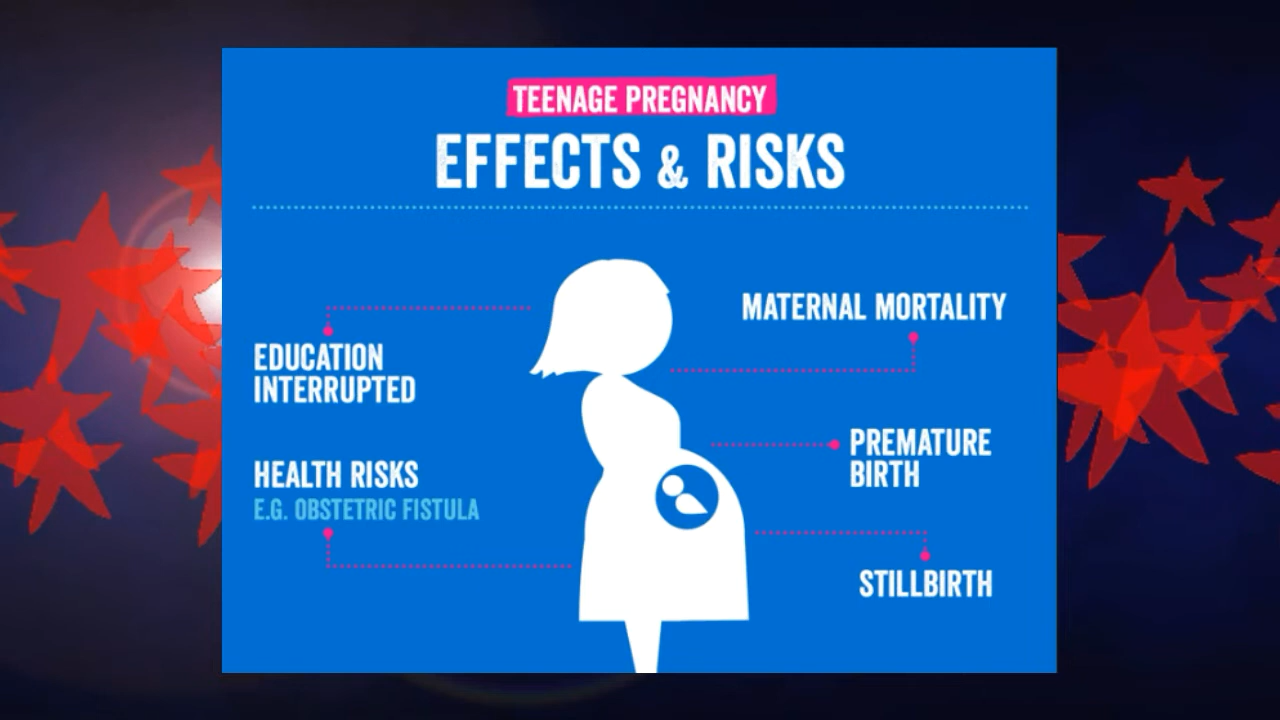 TEENAGE PREGNANCY
EFFECTS & RISKS
EDUCATION
INTERRUPTED
HEALTH RISKS
E.G. OBSTETRIC FISTULA
MATERNAL MORTALITY
PREMATURE
BIRTH
STILLBIRTH